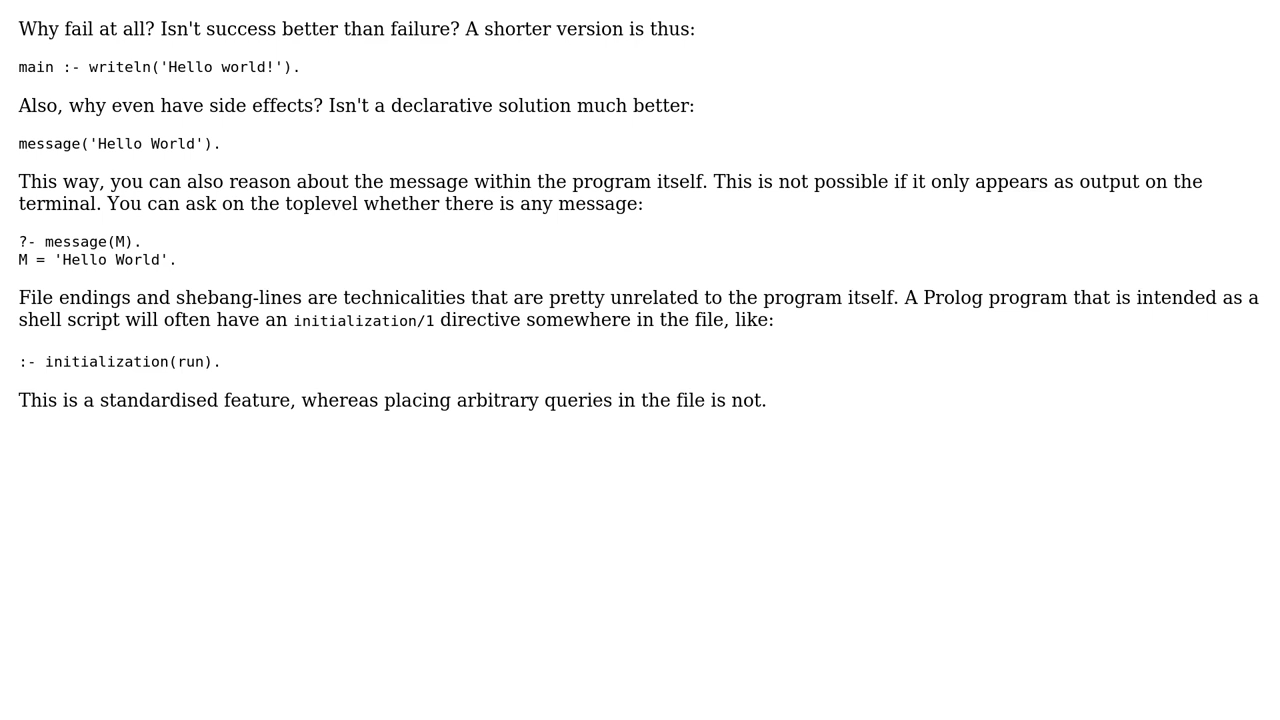 Why fail at all? Isn't success better than failure? A shorter version is thus:
main :- writeln('Hello world!').
Also, why even have side effects? Isn't a declarative solution much better:
message('Hello World').
This way, you can also reason about the message within the program itself. This is not possible if it only appears as output on the
terminal. You can ask on the toplevel whether there is any message:
?- message(M).
M = 'Hello World'.
File endings and shebang-lines are technicalities that are pretty unrelated to the program itself. A Prolog program that is intended as a
shell script will often have an initialization/1 directive somewhere in the file, like:
:- initialization(run).
This is a standardised feature, whereas placing arbitrary queries in the file is not.